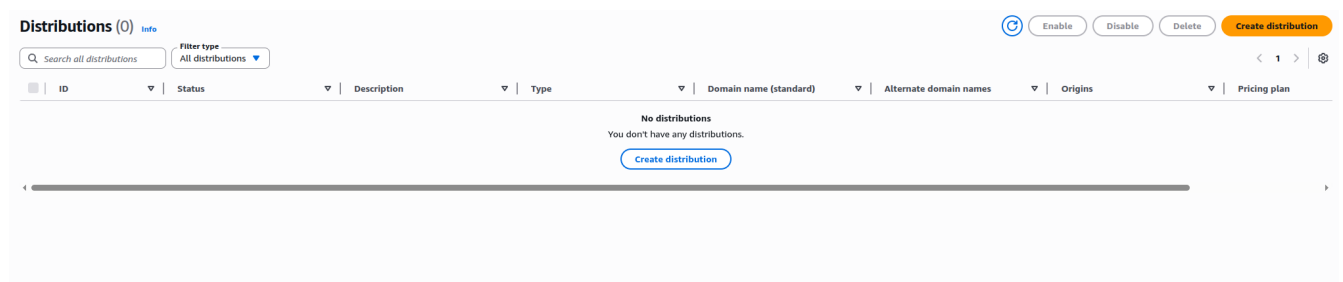 Distributions (0) Info
Enable Disable Delete Create distribution
Filter type
Search all distributions All distributions
1
ID Status Description Type Domain name (standard) Alternate domain names Origins Pricing plan
No distributions
You don't have any distributions.
Create distribution